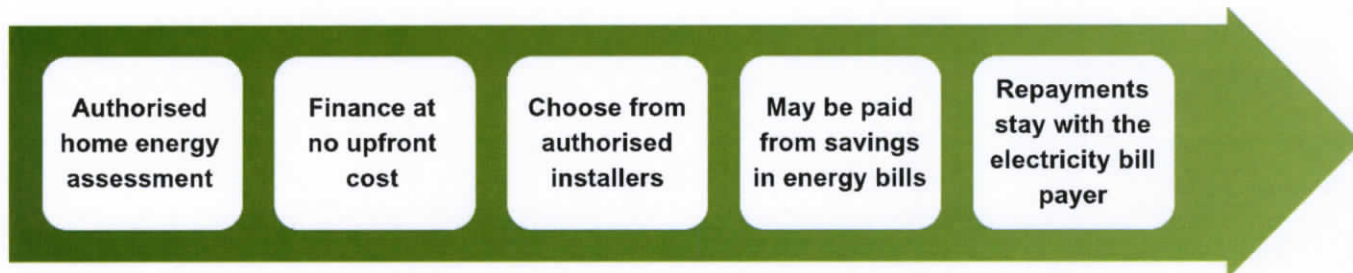 Authorised
home energy
assessment
Finance at
no upfront
cost
Choose from
authorised
installers
May be paid
from savings
in energy bills
Repayments
stay with the
electricity bill
payer